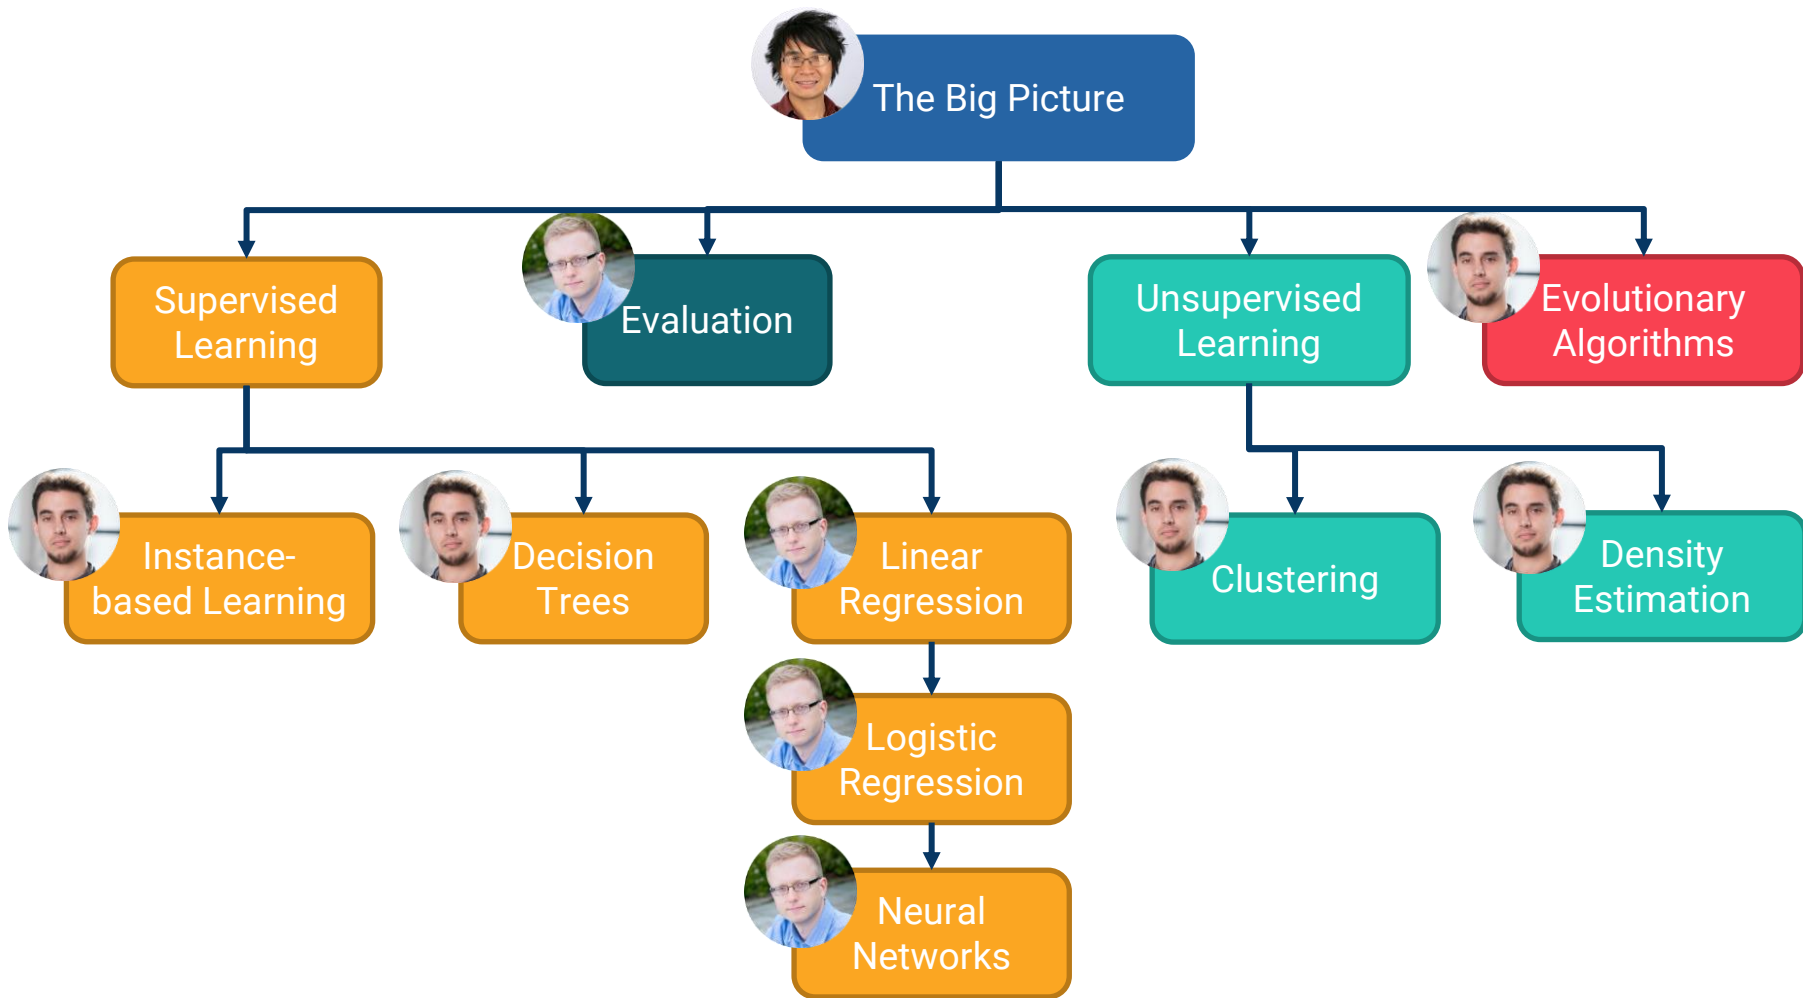 The Big Picture
Supervised
Learning
Evaluation
Unsupervised
Learning
Evolutionary
Algorithms
Instance-
based Learning
Decision
Trees
Linear
Regression
Clustering
Density
Estimation
Logistic
Regression
Neural
Networks